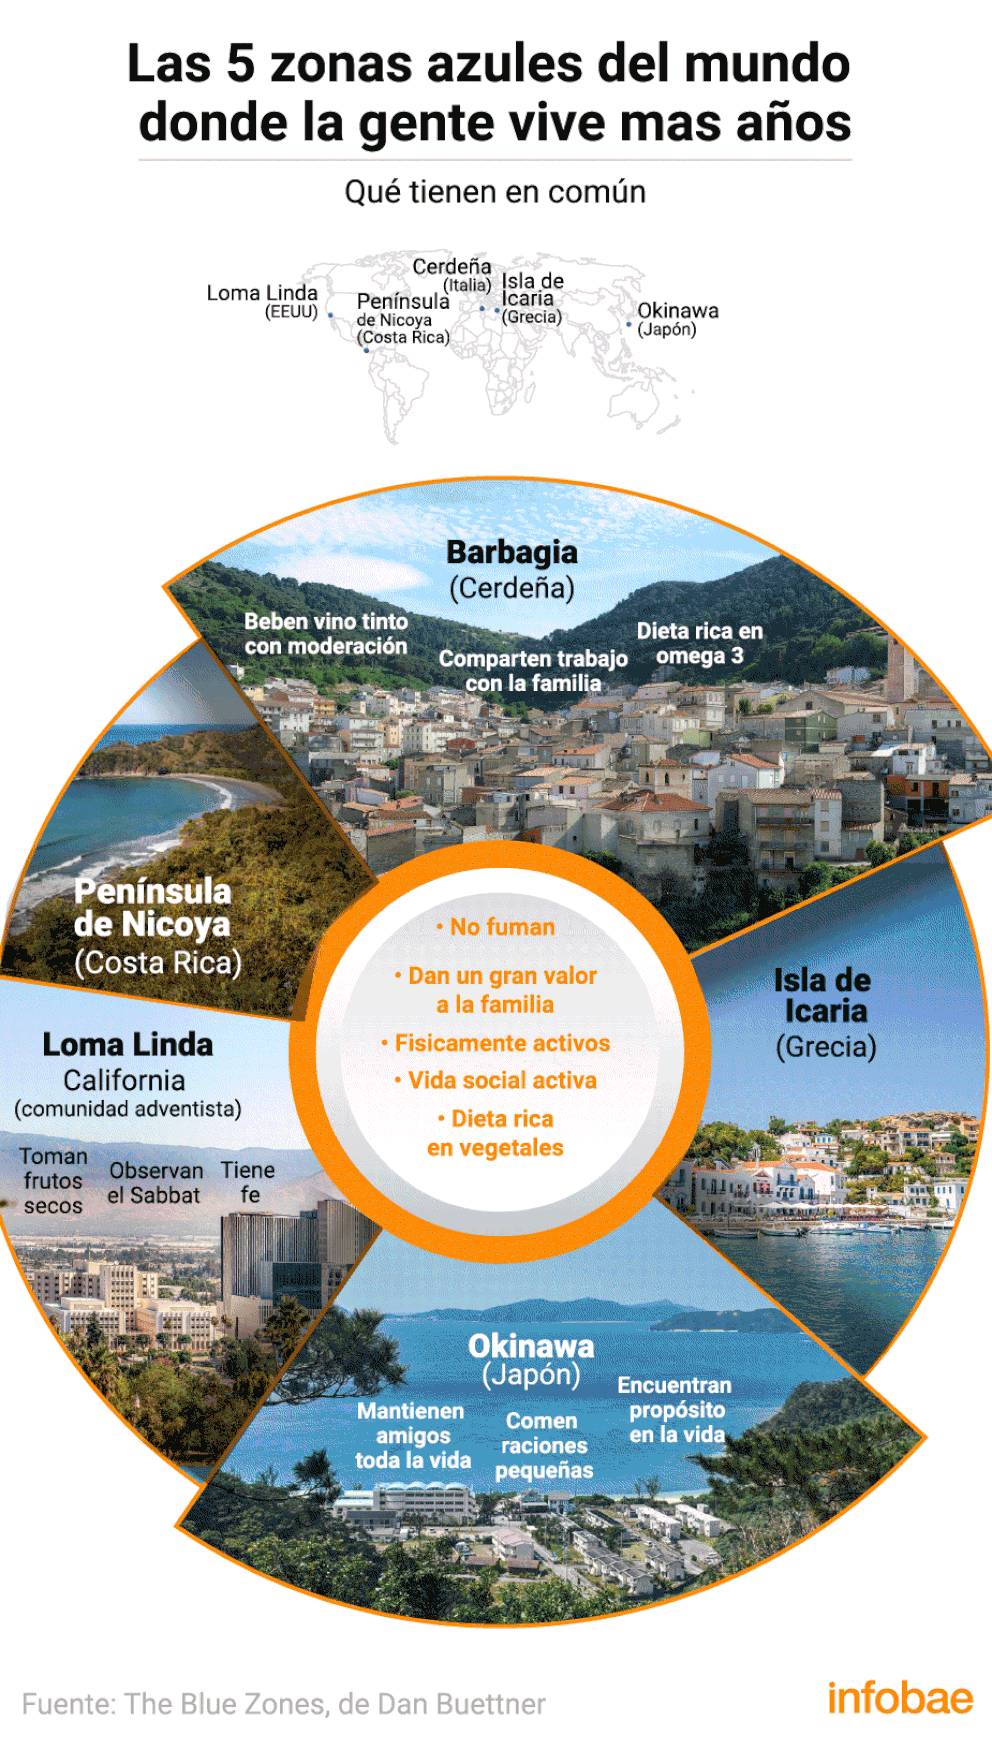 Las 5 zonas azules del mundo
donde la gente vive mas años
Qué tienen en común
Cerdeña
(Italia)
Isla de
Icaria
(Grecia)
Loma Linda
(EEUU)
Península
de Nicoya
(Costa Rica)
Okinawa
(Japón)
Barbagia
(Cerdeña)
Beben vino tinto
con moderación
Comparten trabajo
con la familia
Dieta rica en
omega 3
Península
de Nicoya
(Costa Rica)
• No fuman
• Dan un gran valor
a la familia
• Fisicamente activos
• Vida social activa
• Dieta rica
en vegetales
Isla de
Icaria
(Grecia)
Loma Linda
California
(comunidad adventista)
Toman
frutos
secos
Observan
el Sabbat
Tiene
fe
Okinawa
(Japón)
Mantienen
amigos
toda la vida
Comen
raciones
pequeñas
Encuentran
propósito
en la vida
Fuente: The Blue Zones, de Dan Buettner
infobae